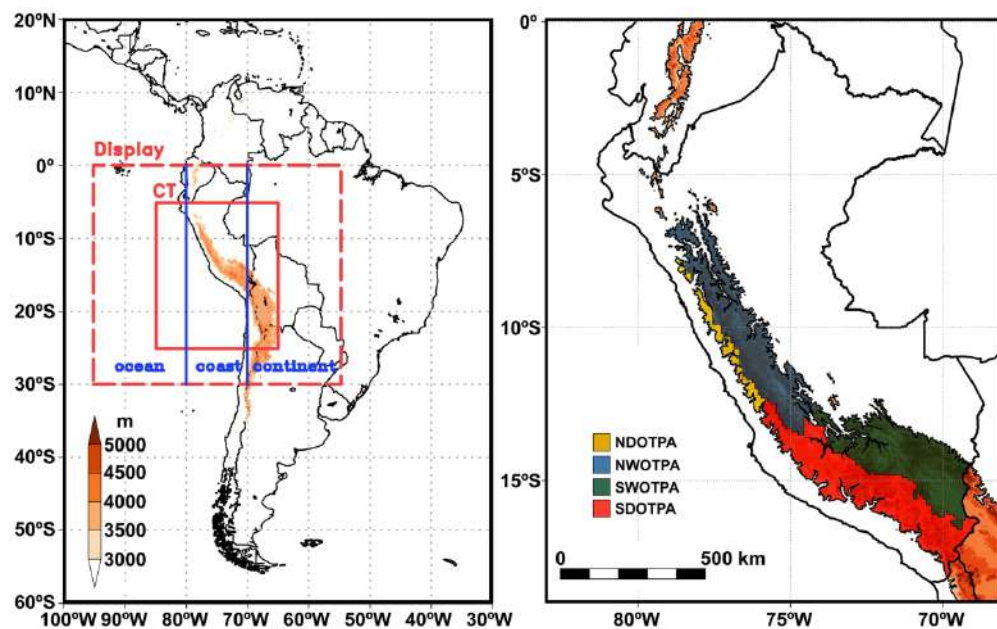 20ºN
10ºN
0º
10ºS
20ºS
30ºS
40ºS
50ºS
60ºS
100ºW
90ºW
80ºW
70ºW
60ºW
50ºW
40ºW
30ºW
Display
CT
ocean
coast
continent
m
5000
4500
4000
3500
3000
0º
5ºS
10ºS
15ºS
80ºW
75ºW
70ºW
NDOTPA
NWOTPA
SWOTPA
SDOTPA
0
500 km